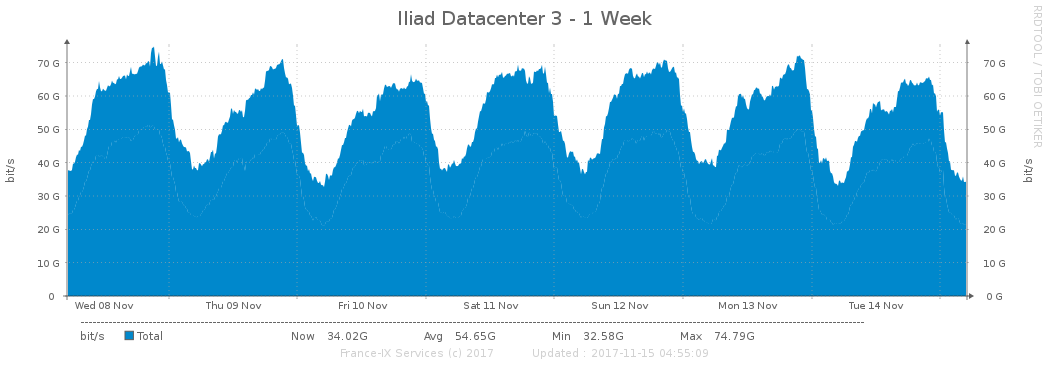 Iliad Datacenter 3 - 1 Week
RRDTOOL / TOBI OETIKER
bit/s
70 G 70 G
60 G 60 G
50 G 50 G
40 G 40 G
30 G 30 G
20 G 20 G
10 G 10 G
0 0 G
bit/s
Wed 08 Nov Thu 09 Nov Fri 10 Nov Sat 11 Nov Sun 12 Nov Mon 13 Nov Tue 14 Nov
bit/s Total Now 34.02G Avg 54.65G Min 32.58G Max 74.79G
France-IX Services (c) 2017 Updated : 2017-11-15 04:55:09